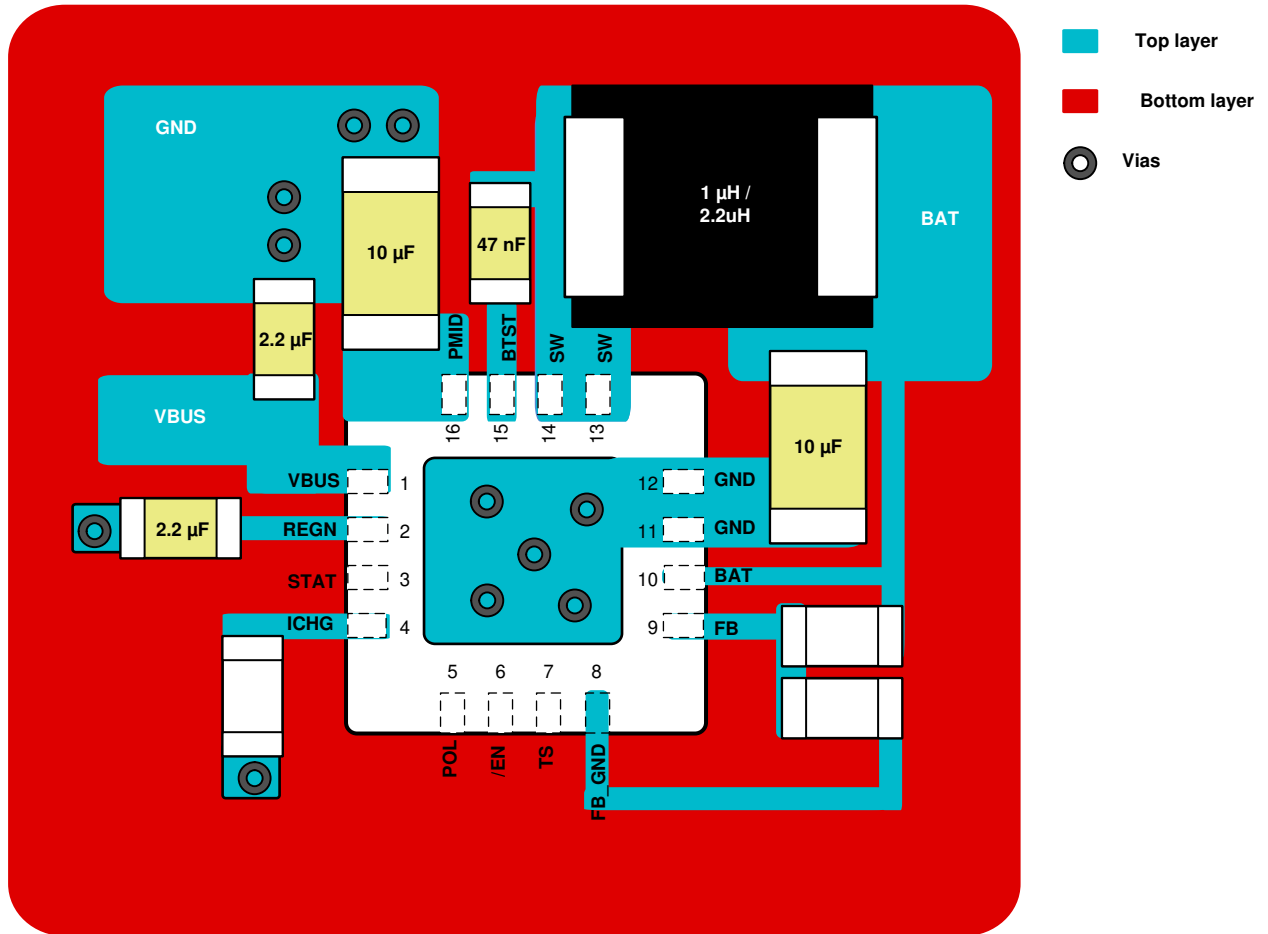 Top layer
Bottom layer
Vias
GND
1 µH /
2.2uH
BAT
10 µF
47 nF
2.2 µF
PMID
BTST
SW
SW
VBUS
10 µF
16
15
14
13
VBUS
1
12
GND
2.2 µF
REGN
2
11
GND
STAT
3
10
BAT
ICHG
4
9
FB
5
6
7
8
POL
/EN
TS
FB_GND